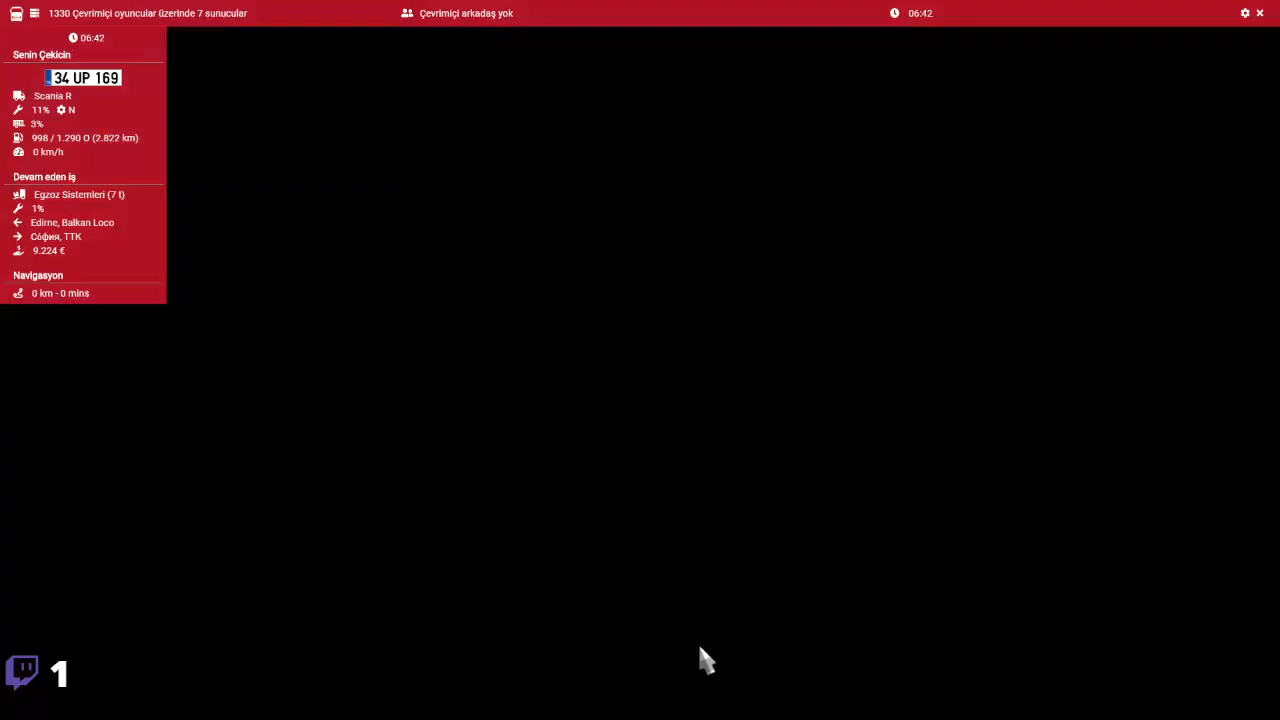 1330 Çevrimiçi oyuncular üzerinde 7 sunucular
Çevrimiçi arkadaş yok
06:42
06:42
Senin Çekicin
34 UP 169
Scania R
11% N
3%
998 / 1.290 O (2.822 km)
0 km/h
Devam eden iş
Egzoz Sistemleri (7 t)
1%
Edirne, Balkan Loco
Сóфия, TTK
9.224 €
Navigasyon
0 km - 0 mins
1